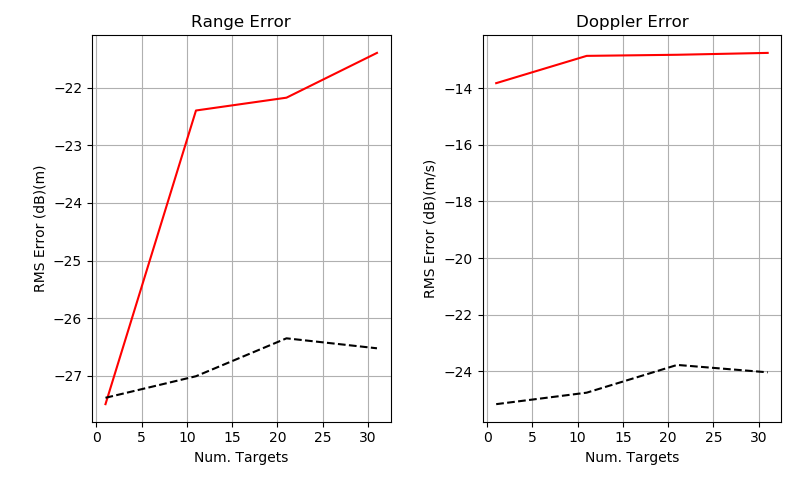 Range Error
Doppler Error
RMS Error (dB)(m)
−22
−23
−24
−25
−26
−27
0 5 10 15 20 25 30
Num. Targets
RMS Error (dB)(m/s)
−14
−16
−18
−20
−22
−24
0 5 10 15 20 25 30
Num. Targets